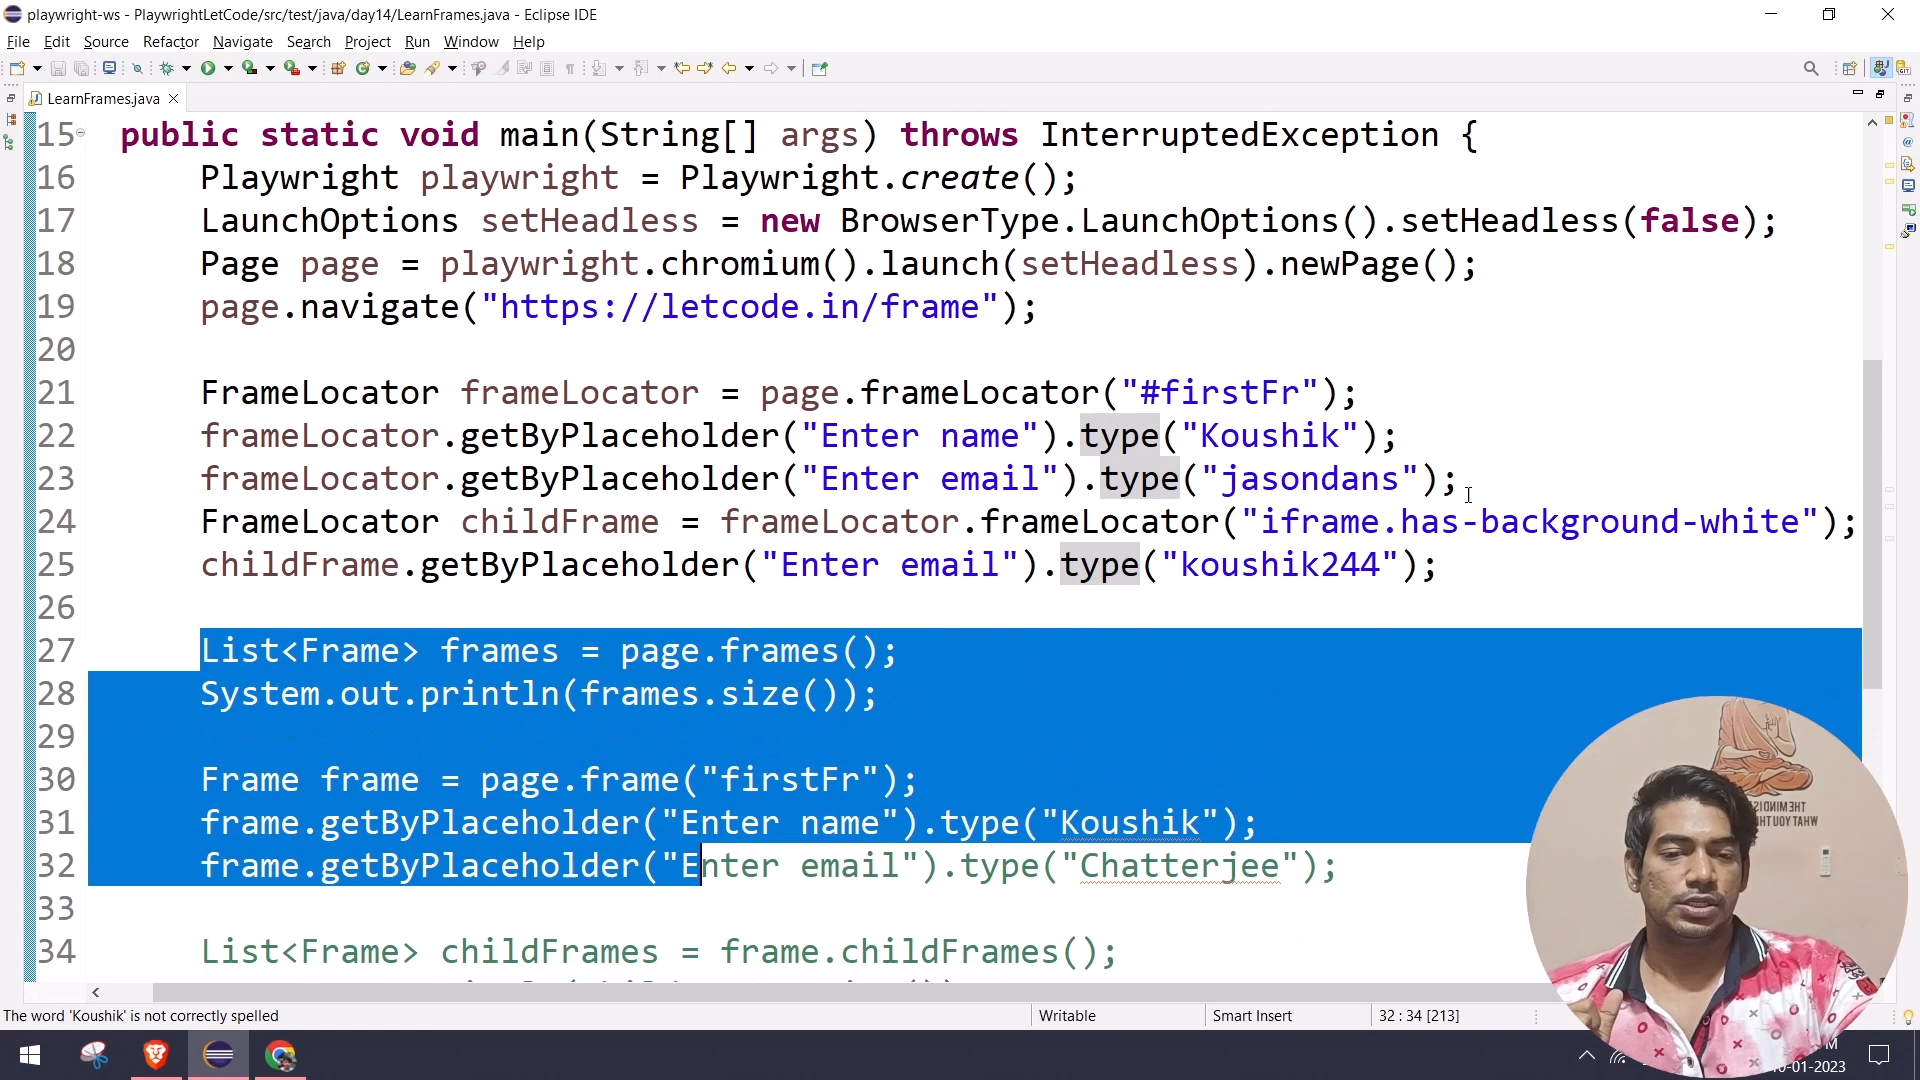 playwright-ws - PlaywrightLetCode/src/test/java/day14/LearnFrames.java - Eclipse IDE
File Edit Source Refactor Navigate Search Project Run Window Help
LearnFrames.java
15 public static void main(String[] args) throws InterruptedException {
16 Playwright playwright = Playwright.create();
17 LaunchOptions setHeadless = new BrowserType.LaunchOptions().setHeadless(false);
18 Page page = playwright.chromium().launch(setHeadless).newPage();
19 page.navigate("https://letcode.in/frame");
20
21 FrameLocator frameLocator = page.frameLocator("#firstFr");
22 frameLocator.getByPlaceholder("Enter name").type("Koushik");
23 frameLocator.getByPlaceholder("Enter email").type("jasondans");
24 FrameLocator childFrame = frameLocator.frameLocator("iframe.has-background-white");
25 childFrame.getByPlaceholder("Enter email").type("koushik244");
26
27 List<Frame> frames = page.frames();
28 System.out.println(frames.size());
29
30 Frame frame = page.frame("firstFr");
31 frame.getByPlaceholder("Enter name").type("Koushik");
32 frame.getByPlaceholder("Enter email").type("Chatterjee");
33
34 List<Frame> childFrames = frame.childFrames();
The word 'Koushik' is not correctly spelled
Writable
Smart Insert
32 : 34 [213]